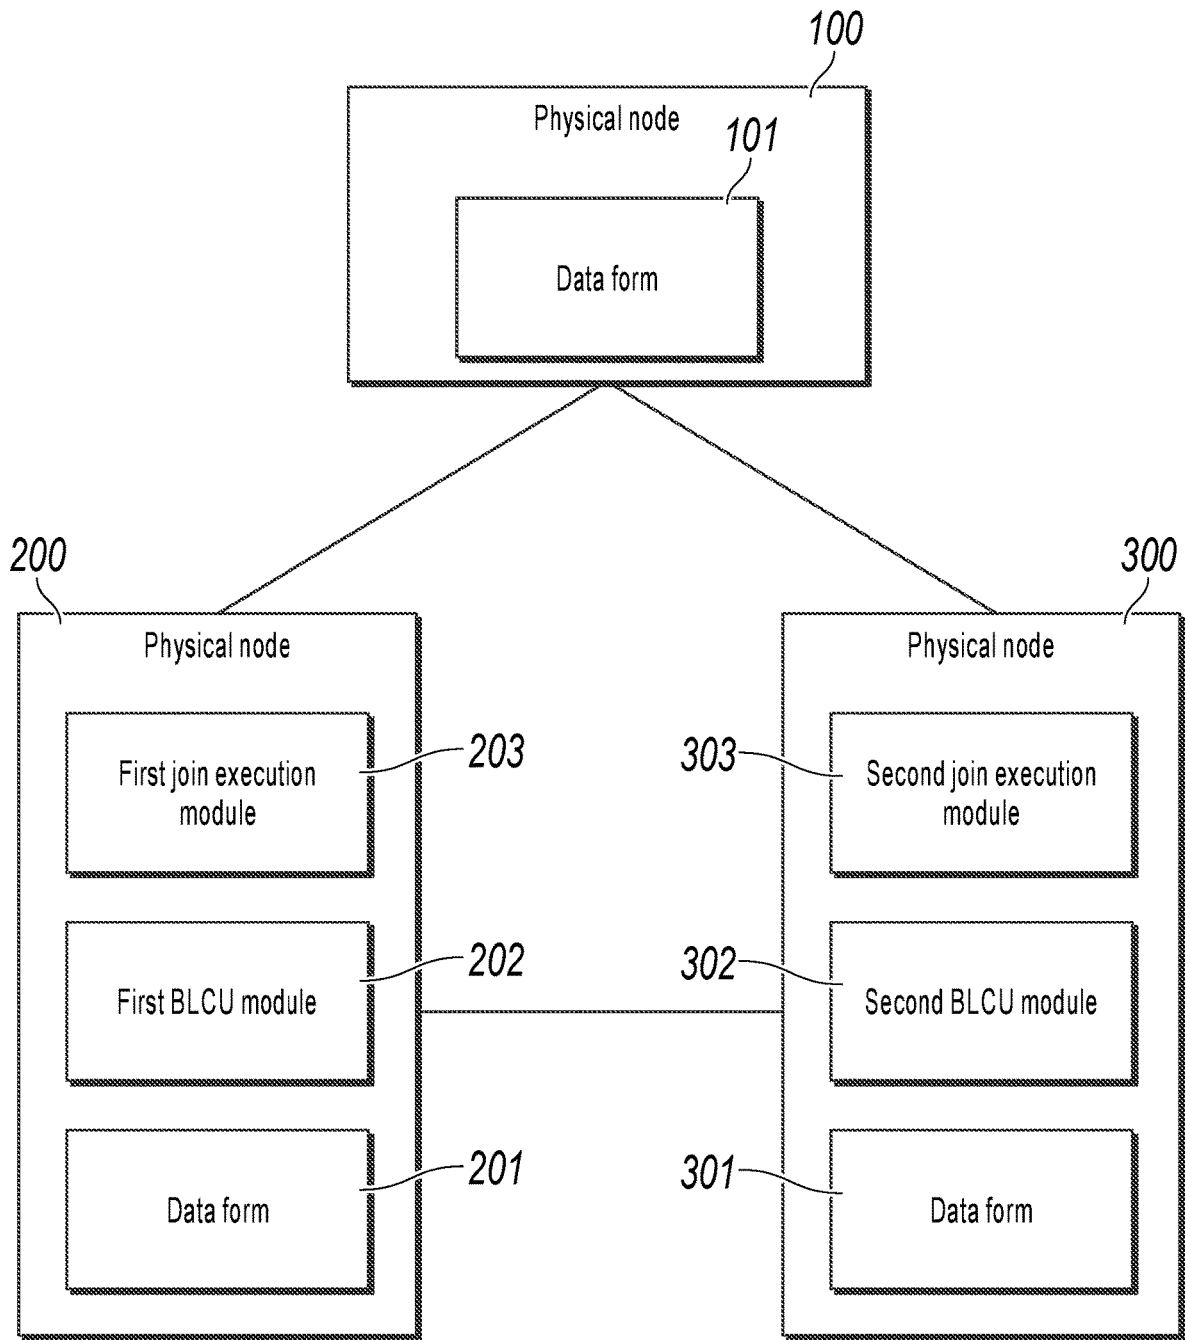 100
Physical node
101
Data form
200
300
Physical node
Physical node
203
303
First join execution
module
Second join execution
module
202
302
First BLCU module
Second BLCU module
201
301
Data form
Data form